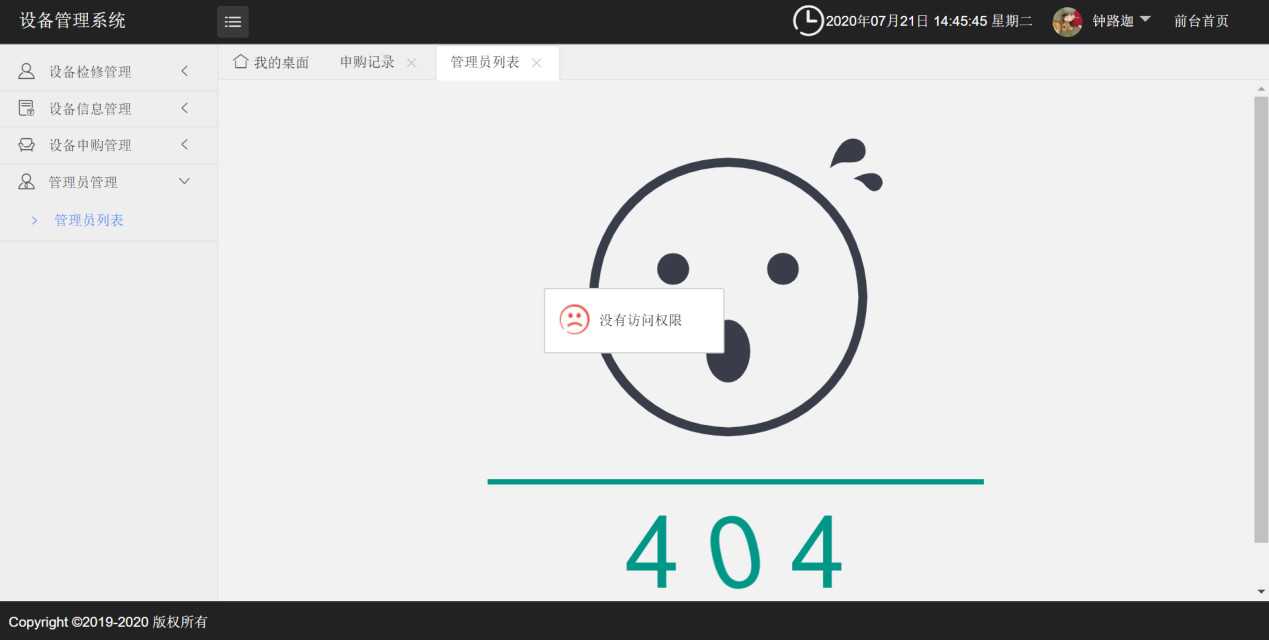 设备管理系统
2020年07月21日 14:45:45 星期二
钟路迦
前台首页
设备检修管理
设备信息管理
设备申购管理
管理员管理
管理员列表
我的桌面
申购记录
管理员列表
没有访问权限
404
Copyright ©2019-2020 版权所有